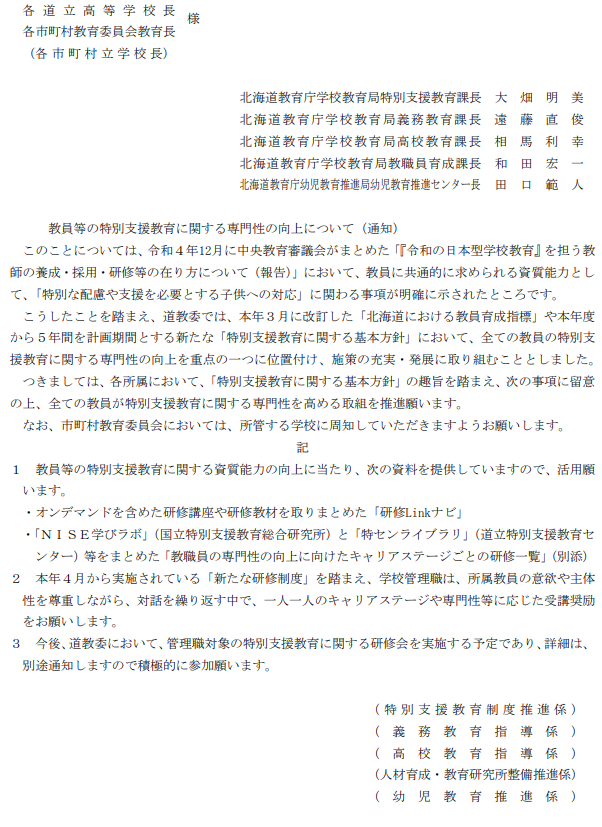 各道立高等学校長
様
各市町村教育委員会教育長
（各市町村立学校長）
北海道教育庁学校教育局特別支援教育課長　大　畑　明　美
北海道教育庁学校教育局義務教育課長　遠　藤　直　俊
北海道教育庁学校教育局高校教育課長　相　馬　利　幸
北海道教育庁学校教育局教職員育成課長　和　田　宏　一
北海道教育庁幼児教育推進局幼児教育推進センター長　田　口　範　人
教員等の特別支援教育に関する専門性の向上について（通知）
このことについては、令和４年12月に中央教育審議会がまとめた「『令和の日本型学校教育』を担う教
師の養成・採用・研修等の在り方について（報告）」において、教員に共通的に求められる資質能力とし
て、「特別な配慮や支援を必要とする子供への対応」に関わる事項が明確に示されたところです。
こうしたことを踏まえ、道教委では、本年３月に改訂した「北海道における教員育成指標」や本年度
から５年間を計画期間とする新たな「特別支援教育に関する基本方針」において、全ての教員の特別支
援教育に関する専門性の向上を重点の一つに位置付け、施策の充実・発展に取り組むこととしました。
つきましては、各所属において、「特別支援教育に関する基本方針」の趣旨を踏まえ、次の事項に留意
の上、全ての教員が特別支援教育に関する専門性を高める取組を推進願います。
なお、市町村教育委員会においては、所管する学校に周知していただきますようお願いします。
記
１　教員等の特別支援教育に関する資質能力の向上に当たり、次の資料を提供していますので、活用願
います。
・オンデマンドを含めた研修講座や研修教材を取りまとめた「研修Linkナビ」
・「ＮＩＳＥ学びラボ」（国立特別支援教育総合研究所）と「特センライブラリ」（道立特別支援教育セ
ンター）等をまとめた「教職員の専門性の向上に向けたキャリアステージごとの研修一覧」（別添）
２　本年４月から実施されている「新たな研修制度」を踏まえ、学校管理職は、所属教員の意欲や主体
性を尊重しながら、対話を繰り返す中で、一人一人のキャリアステージや専門性等に応じた受講奨励
をお願いします。
３　今後、道教委において、管理職対象の特別支援教育に関する研修会を実施する予定であり、詳細は、
別途通知しますので積極的に参加願います。
（特別支援教育制度推進係）
（義務教育指導係）
（高校教育指導係）
（人材育成・教育研究所整備推進係）
（幼児教育推進係）